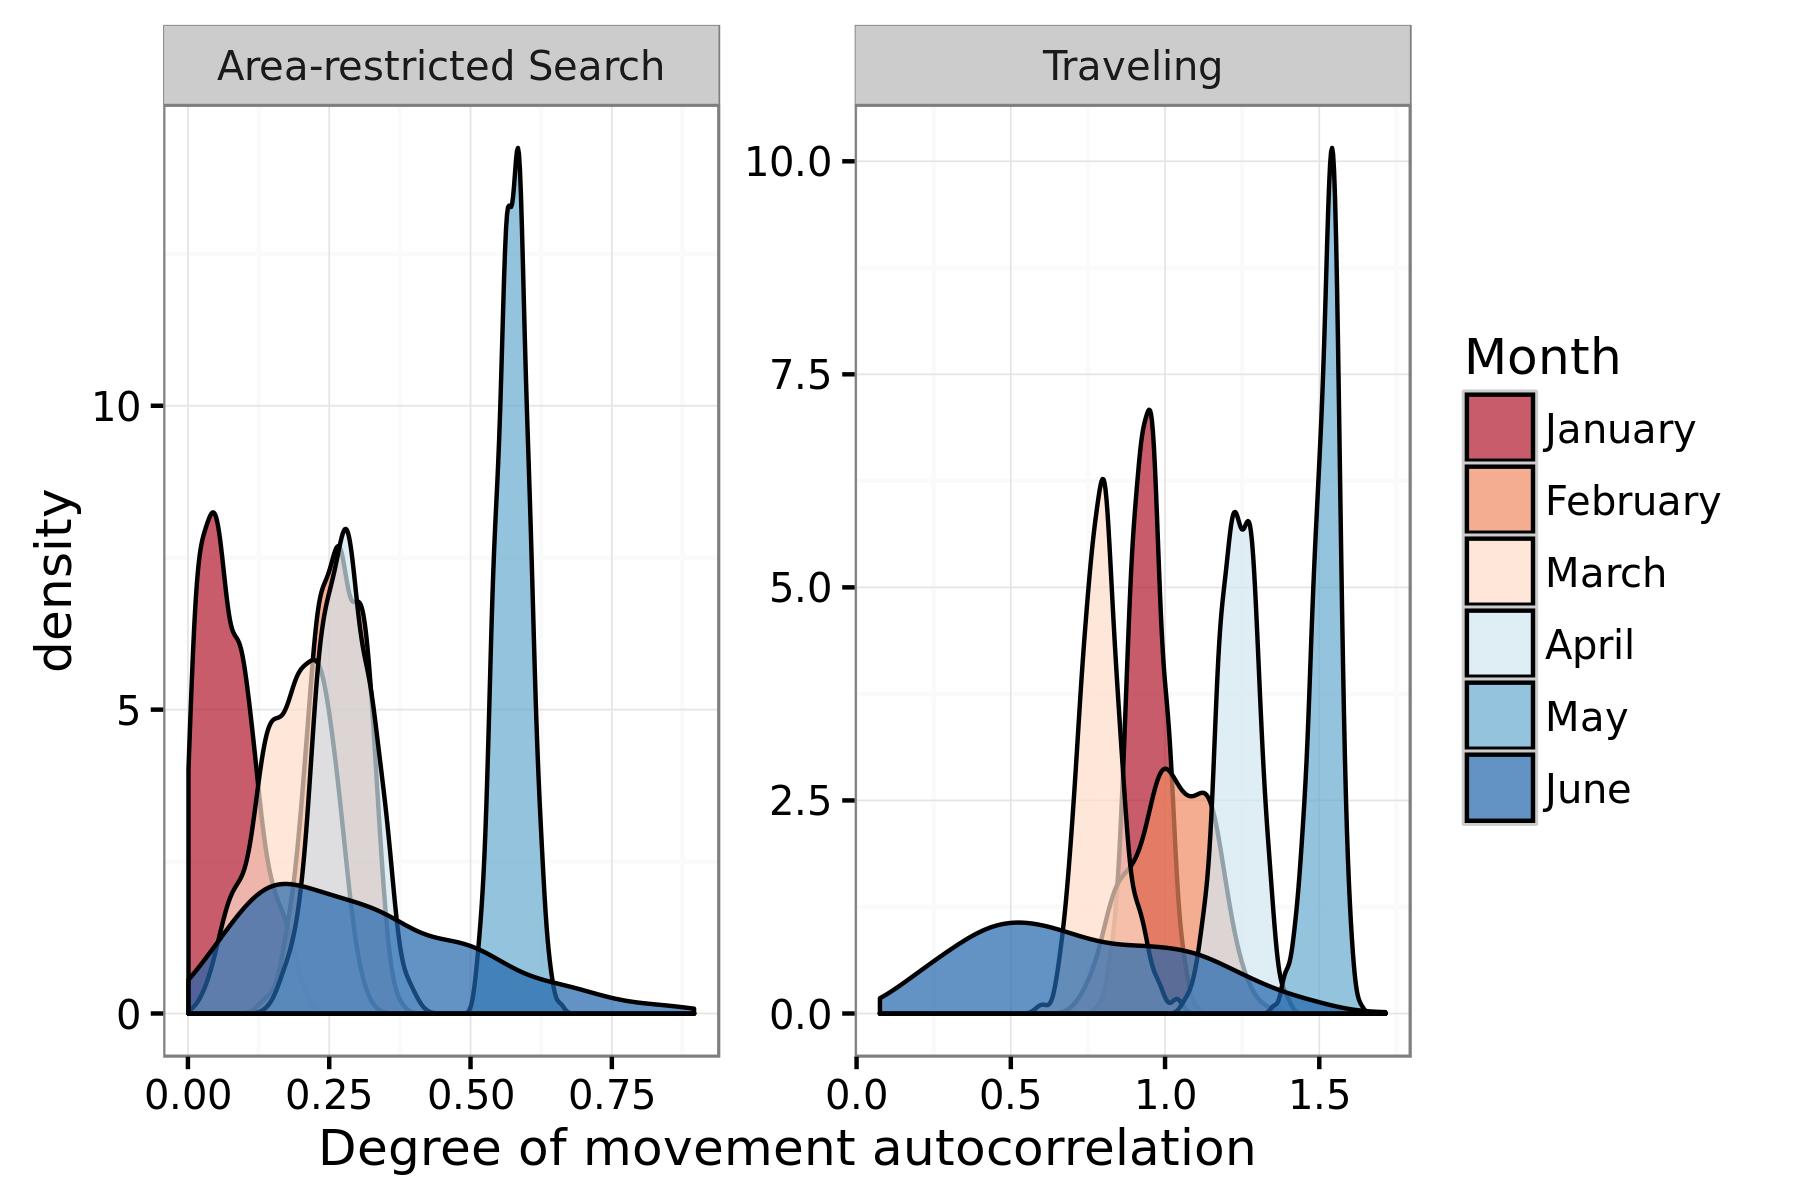 Area-restricted Search
Traveling
density
10
5
0
10.0
7.5
5.0
2.5
0.0
0.00 0.25 0.50 0.75
0.0 0.5 1.0 1.5
Degree of movement autocorrelation
Month
January
February
March
April
May
June